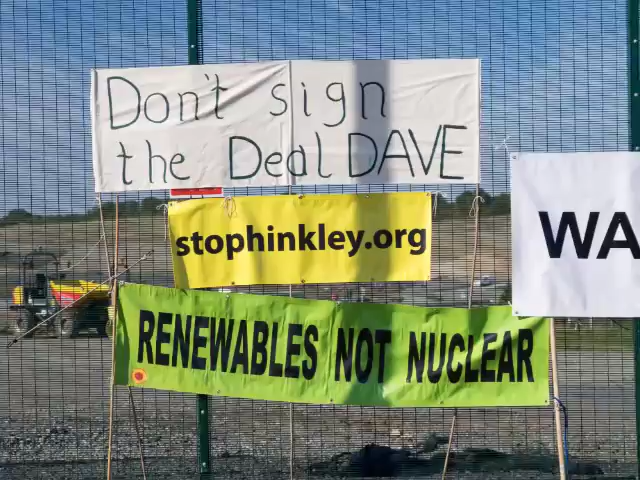 Don't sign
the Deal DAVE
stophinkley.org
WA
RENEWABLES NOT NUCLEAR